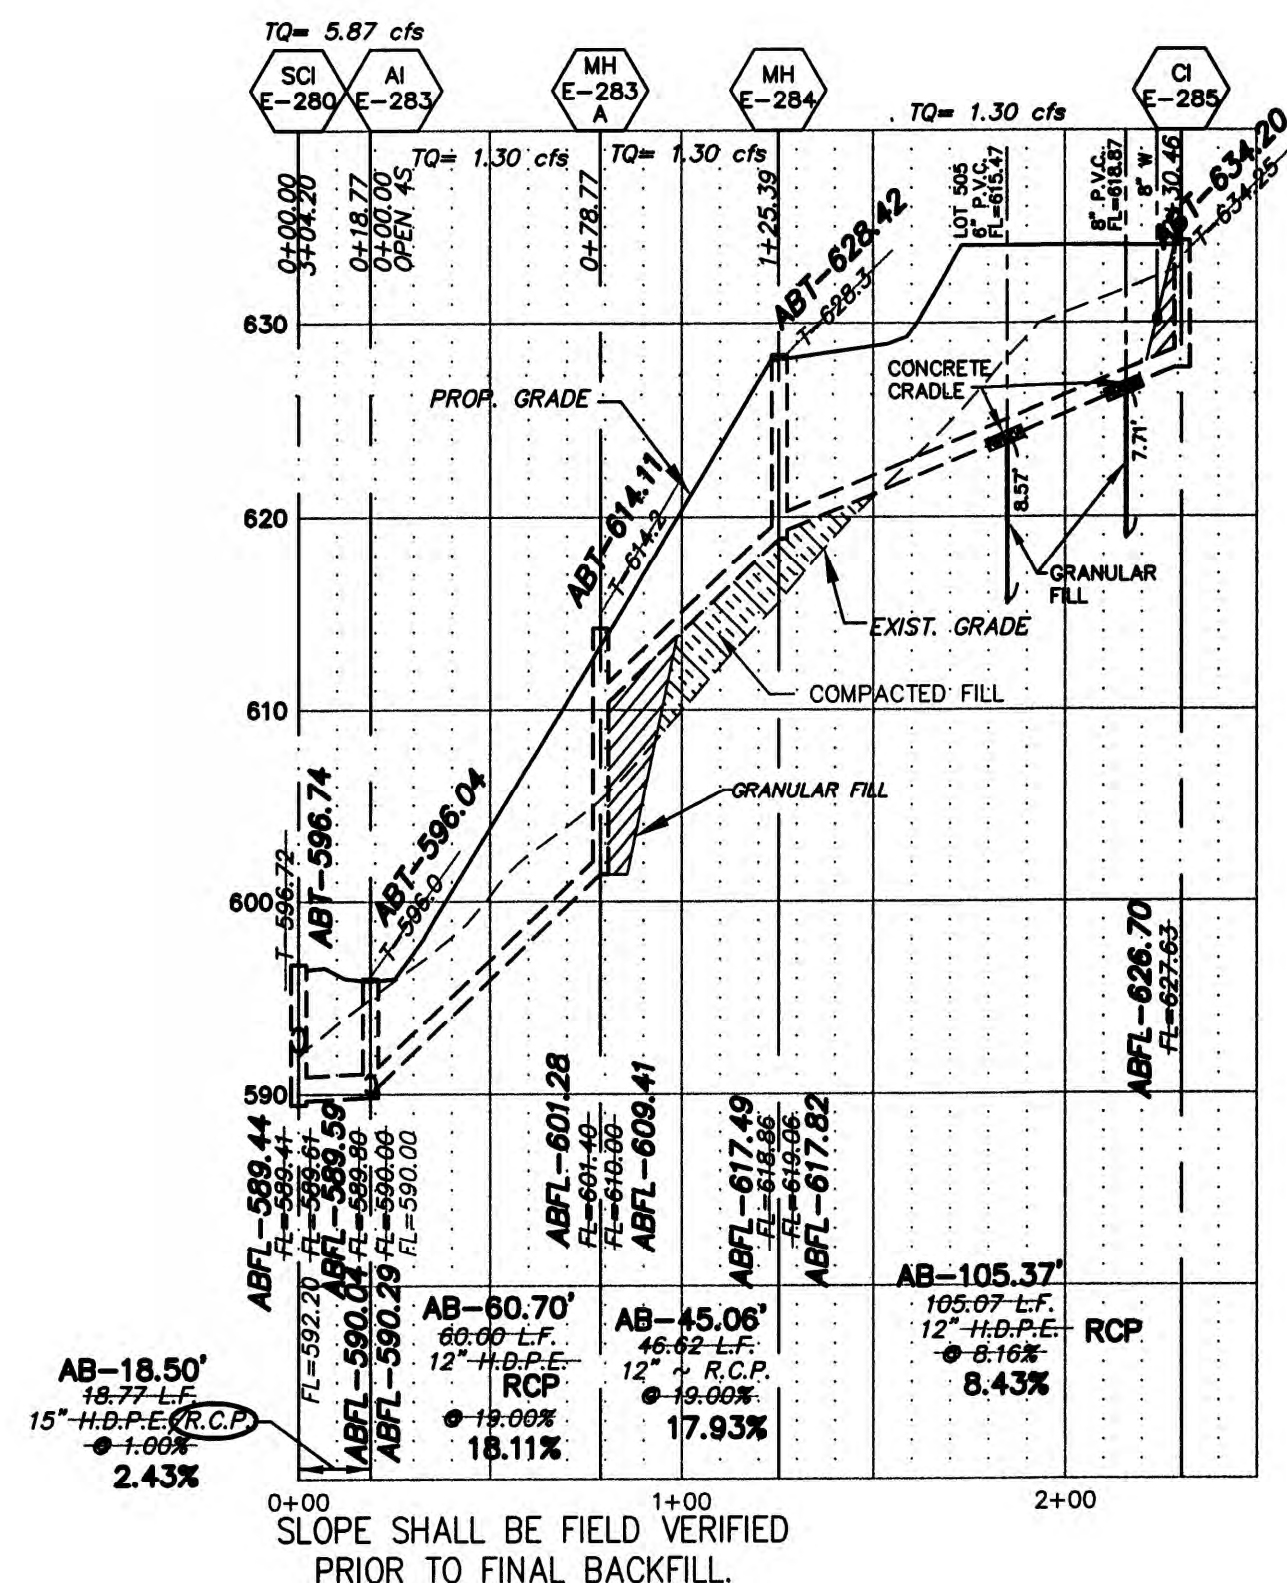 TQ= 5.87 cfs
SCI
E-280
AI
E-283
MH
E-283
A
MH
E-284
CI
E-285
TQ= 1.30 cfs
TQ= 1.30 cfs
TQ= 1.30 cfs
0+00.00
3+04.20
0+18.77
0+00.00
OPEN 4S
0+78.77
1+25.39
LOT 505
6" P.V.C.
FL=615.47
8" P.V.C.
FL=618.87
8" W
30.46
ABT-634.20
T-634.25
ABT-628.42
T-628.3
630
CONCRETE
CRADLE
PROP. GRADE
ABT-614.11
T-614.2
8.57'
7.71'
620
GRANULAR
FILL
EXIST. GRADE
COMPACTED FILL
610
GRANULAR FILL
T-596.72
ABT-596.74
ABT-596.04
T-596.0
600
ABFL-626.70
FL=627.63
590
ABFL-589.44
FL=589.41
FL=589.61
ABFL-589.59
FL=589.80
FL=590.00
FL=590.00
FL=592.20
ABFL-590.04
ABFL-590.29
ABFL-601.28
FL=601.40
FL=610.00
ABFL-609.41
ABFL-617.49
FL=618.86
FL=619.06
ABFL-617.82
AB-18.50'
18.77 L.F.
15" H.D.P.E. R.C.P.
@ 1.00%
2.43%
AB-60.70'
60.00 L.F.
12" H.D.P.E.
RCP
@ 19.00%
18.11%
AB-45.06'
46.62 L.F.
12" ~ R.C.P.
@ 19.00%
17.93%
AB-105.37'
105.07 L.F.
12" H.D.P.E. RCP
@ 8.16%
8.43%
0+00
1+00
2+00
SLOPE SHALL BE FIELD VERIFIED
PRIOR TO FINAL BACKFILL.